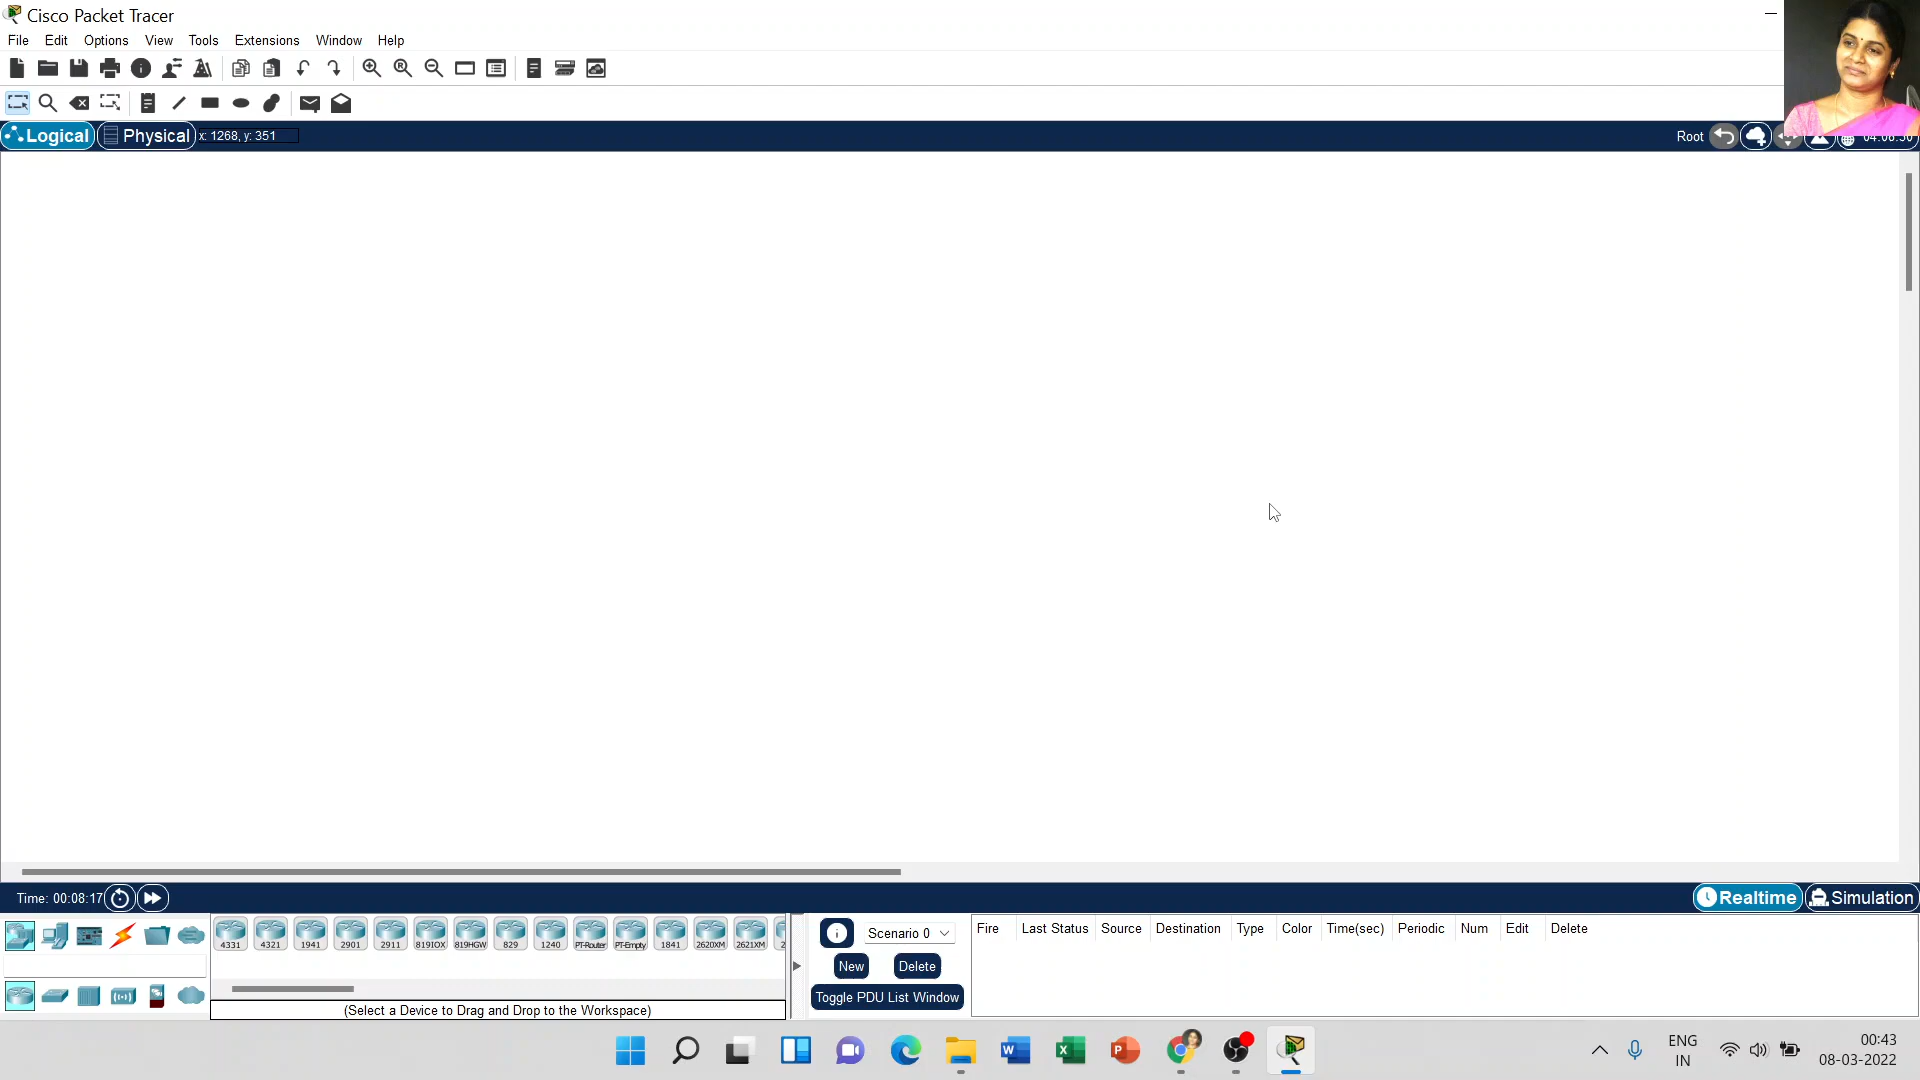 Cisco Packet Tracer
File Edit Options View Tools Extensions Window Help
Logical Physical x: 1268, y: 351 Root
Time: 00:08:17 Realtime Simulation
4331 4321 1941 2901 2911 819IOX 819HGW 829 1240 PT-Router PT-Empty 1841 2620XM 2621XM
Scenario 0
Fire Last Status Source Destination Type Color Time(sec) Periodic Num Edit Delete
New Delete
Toggle PDU List Window
(Select a Device to Drag and Drop to the Workspace)
ENG
IN
00:43
08-03-2022